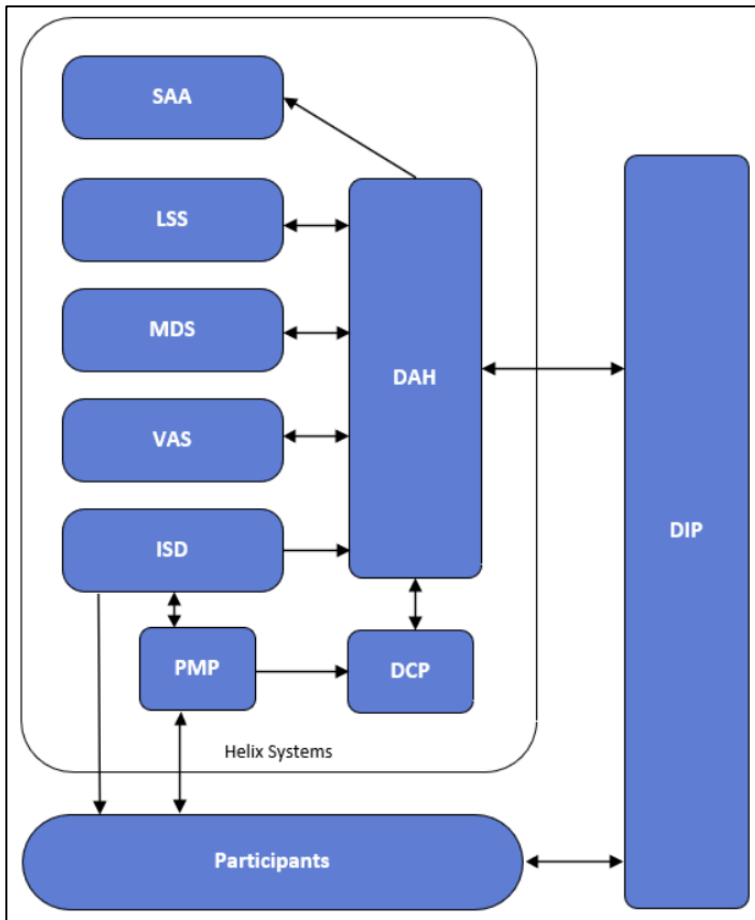 SAA
LSS
MDS
DAH
VAS
ISD
DIP
PMP
DCP
Helix Systems
Participants